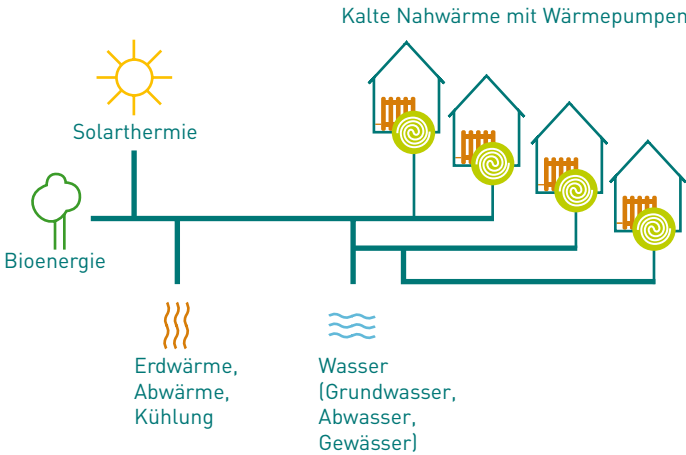 Kalte Nahwärme mit Wärmepumpen
Solarthermie
Bioenergie
Erdwärme,
Abwärme,
Kühlung
Wasser
(Grundwasser,
Abwasser,
Gewässer)